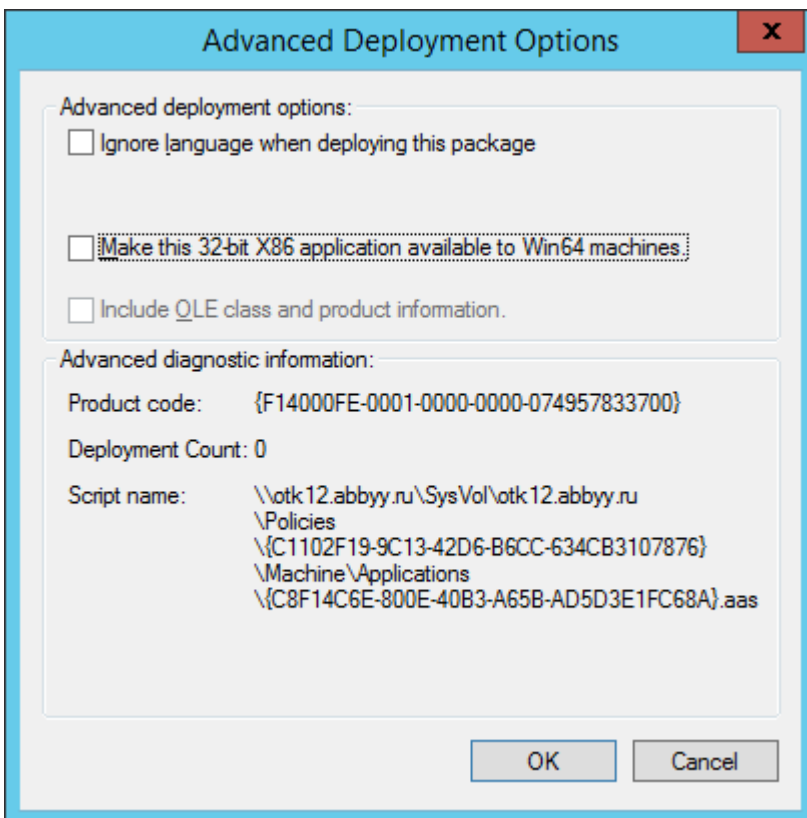 Advanced Deployment Options
x
Advanced deployment options:
Ignore language when deploying this package
Make this 32-bit X86 application available to Win64 machines.
Include OLE class and product information.
Advanced diagnostic information:
Product code: {F14000FE-0001-0000-0000-074957833700}
Deployment Count: 0
Script name: \\otk12.abbyy.ru\SysVol\otk12.abbyy.ru
\Policies
\{C1102F19-9C13-42D6-B6CC-634CB3107876}
\Machine\Applications
\{C8F14C6E-800E-40B3-A65B-AD5D3E1FC68A}.aas
OK Cancel